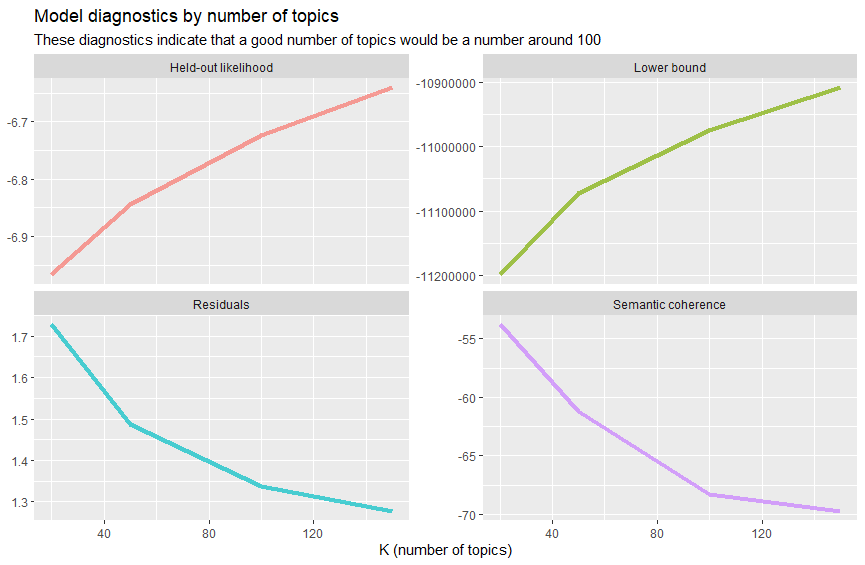 Model diagnostics by number of topics
These diagnostics indicate that a good number of topics would be a number around 100
Held-out likelihood
Lower bound
-6.7
-6.8
-6.9
-10900000
-11000000
-11100000
-11200000
Residuals
Semantic coherence
1.7
1.6
1.5
1.4
1.3
-55
-60
-65
-70
40 80 120
40 80 120
K (number of topics)